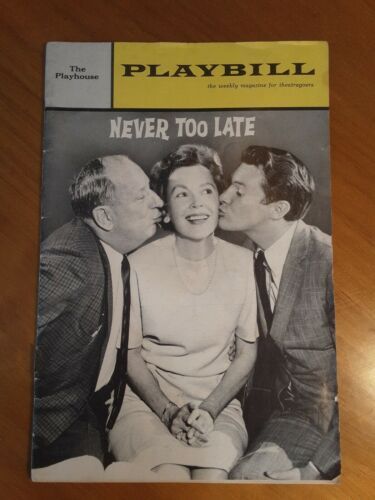 The
Playhouse
PLAYBILL
the weekly magazine for theatregoers
NEVER TOO LATE